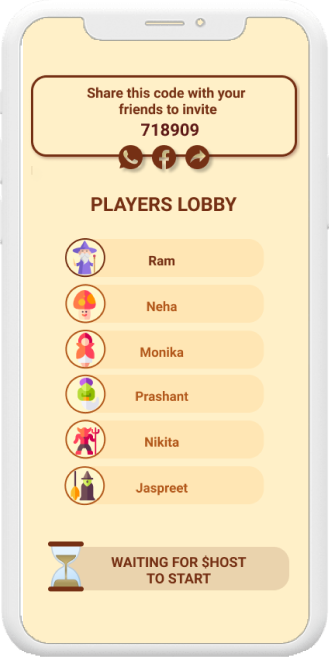 Share this code with your
friends to invite
718909
PLAYERS LOBBY
Ram
Neha
Monika
Prashant
Nikita
Jaspreet
WAITING FOR $HOST
TO START